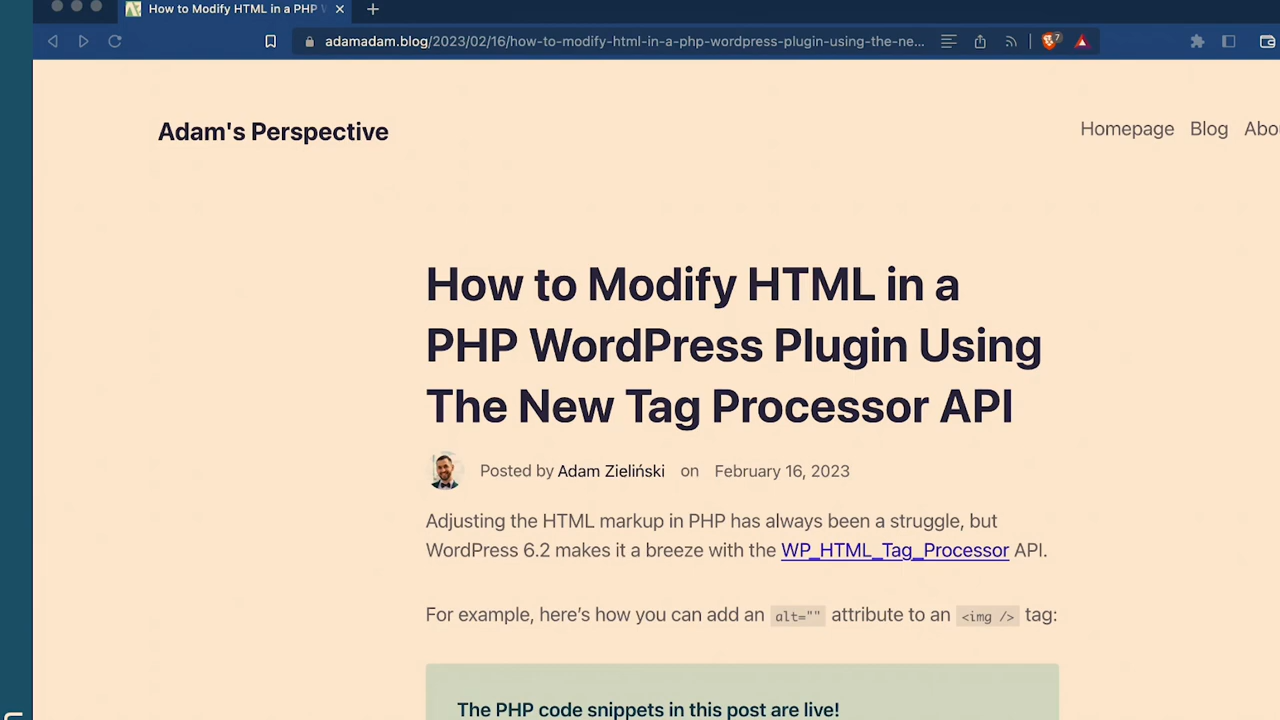 How to Modify HTML in a PHP W
adamadam.blog/2023/02/16/how-to-modify-html-in-a-php-wordpress-plugin-using-the-ne...
7
Adam's Perspective
Homepage Blog Abo
How to Modify HTML in a
PHP WordPress Plugin Using
The New Tag Processor API
Posted by Adam Zieliński on February 16, 2023
Adjusting the HTML markup in PHP has always been a struggle, but
WordPress 6.2 makes it a breeze with the WP_HTML_Tag_Processor API.
For example, here’s how you can add an alt="" attribute to an <img /> tag:
The PHP code snippets in this post are live!